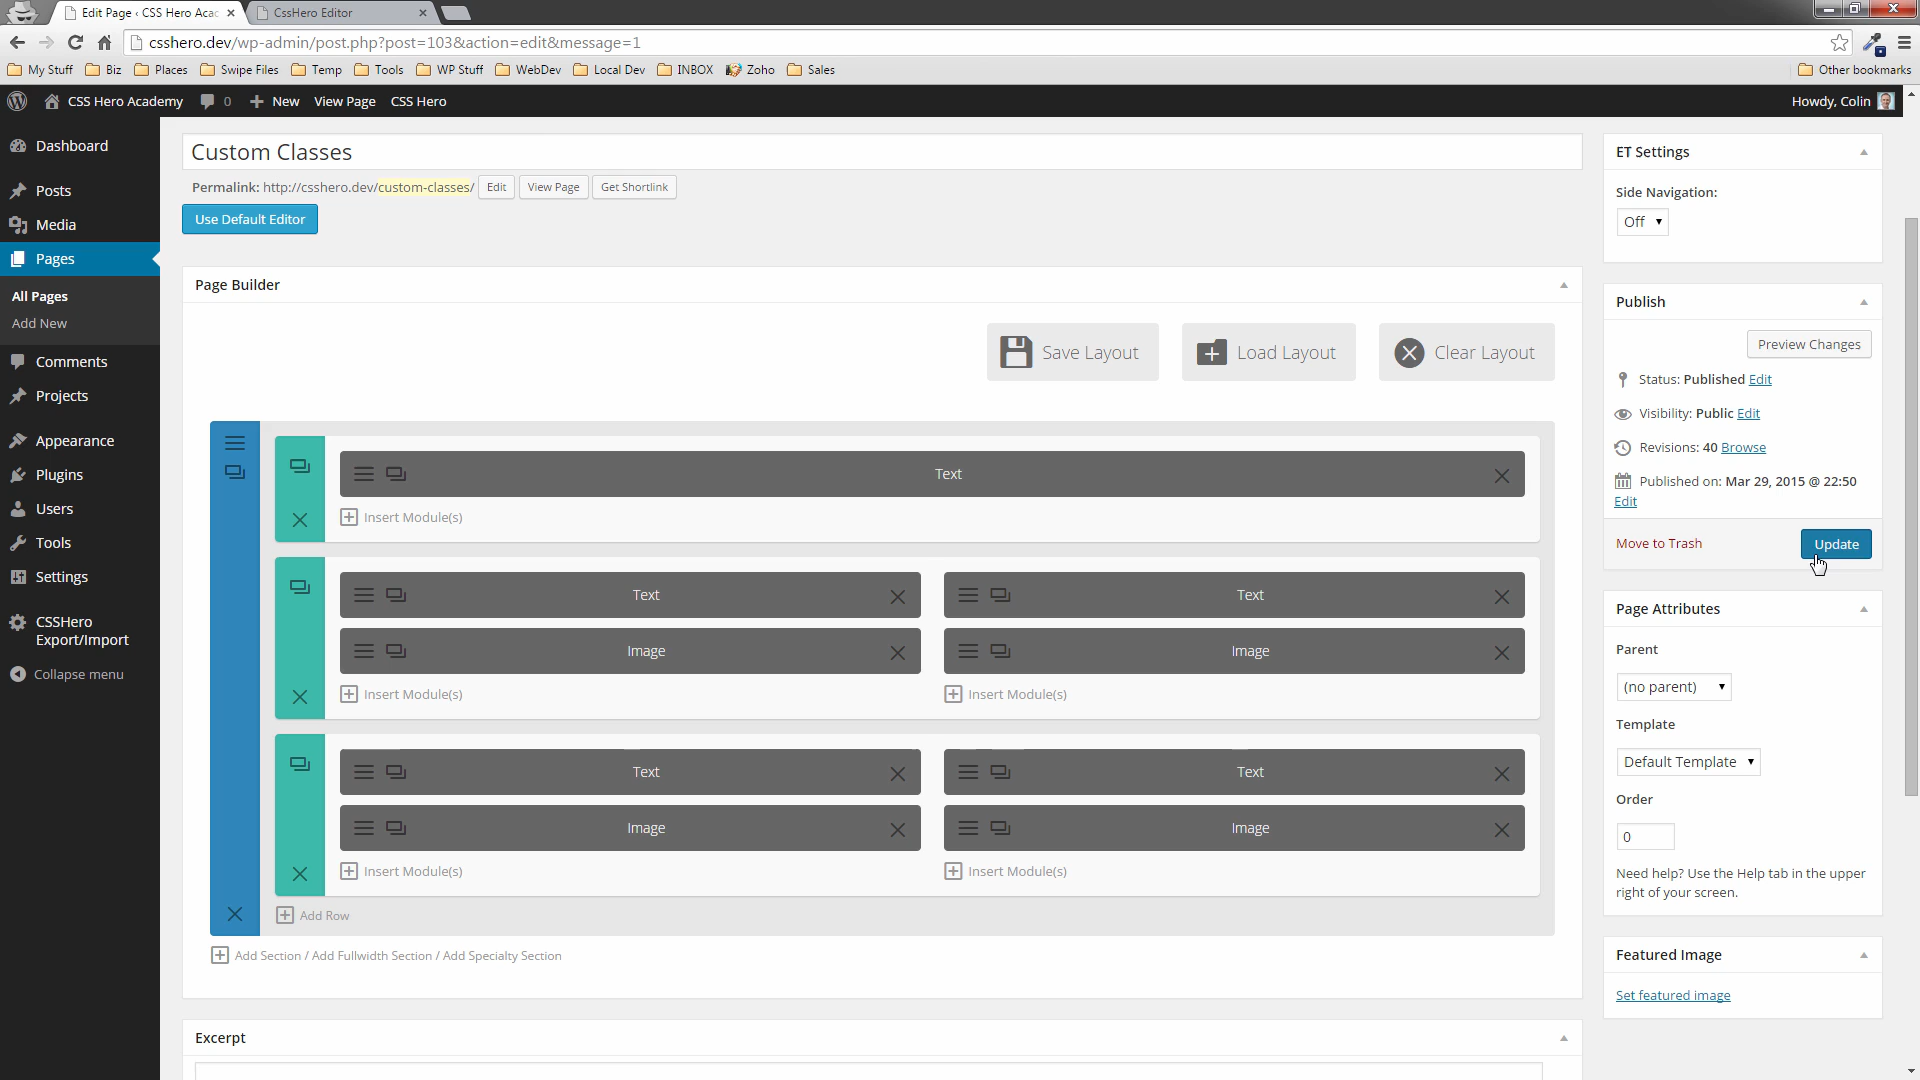 Edit Page ‹ CSS Hero Acac
CssHero Editor
csshero.dev/wp-admin/post.php?post=103&action=edit&message=1
My Stuff Biz Places Swipe Files Temp Tools WP Stuff WebDev Local Dev INBOX Zoho Sales Other bookmarks
CSS Hero Academy 0 New View Page CSS Hero Howdy, Colin
Dashboard
Posts
Media
Pages
All Pages
Add New
Comments
Projects
Appearance
Plugins
Users
Tools
Settings
CSSHero
Export/Import
Collapse menu
Custom Classes
Permalink: http://csshero.dev/custom-classes/ Edit View Page Get Shortlink
Use Default Editor
Page Builder
Save Layout Load Layout Clear Layout
Text
Insert Module(s)
Text Text
Image Image
Insert Module(s) Insert Module(s)
Text Text
Image Image
Insert Module(s) Insert Module(s)
Add Row
Add Section / Add Fullwidth Section / Add Specialty Section
Excerpt
ET Settings
Side Navigation:
Off
Publish
Preview Changes
Status: Published Edit
Visibility: Public Edit
Revisions: 40 Browse
Published on: Mar 29, 2015 @ 22:50
Edit
Move to Trash Update
Page Attributes
Parent
(no parent)
Template
Default Template
Order
0
Need help? Use the Help tab in the upper
right of your screen.
Featured Image
Set featured image